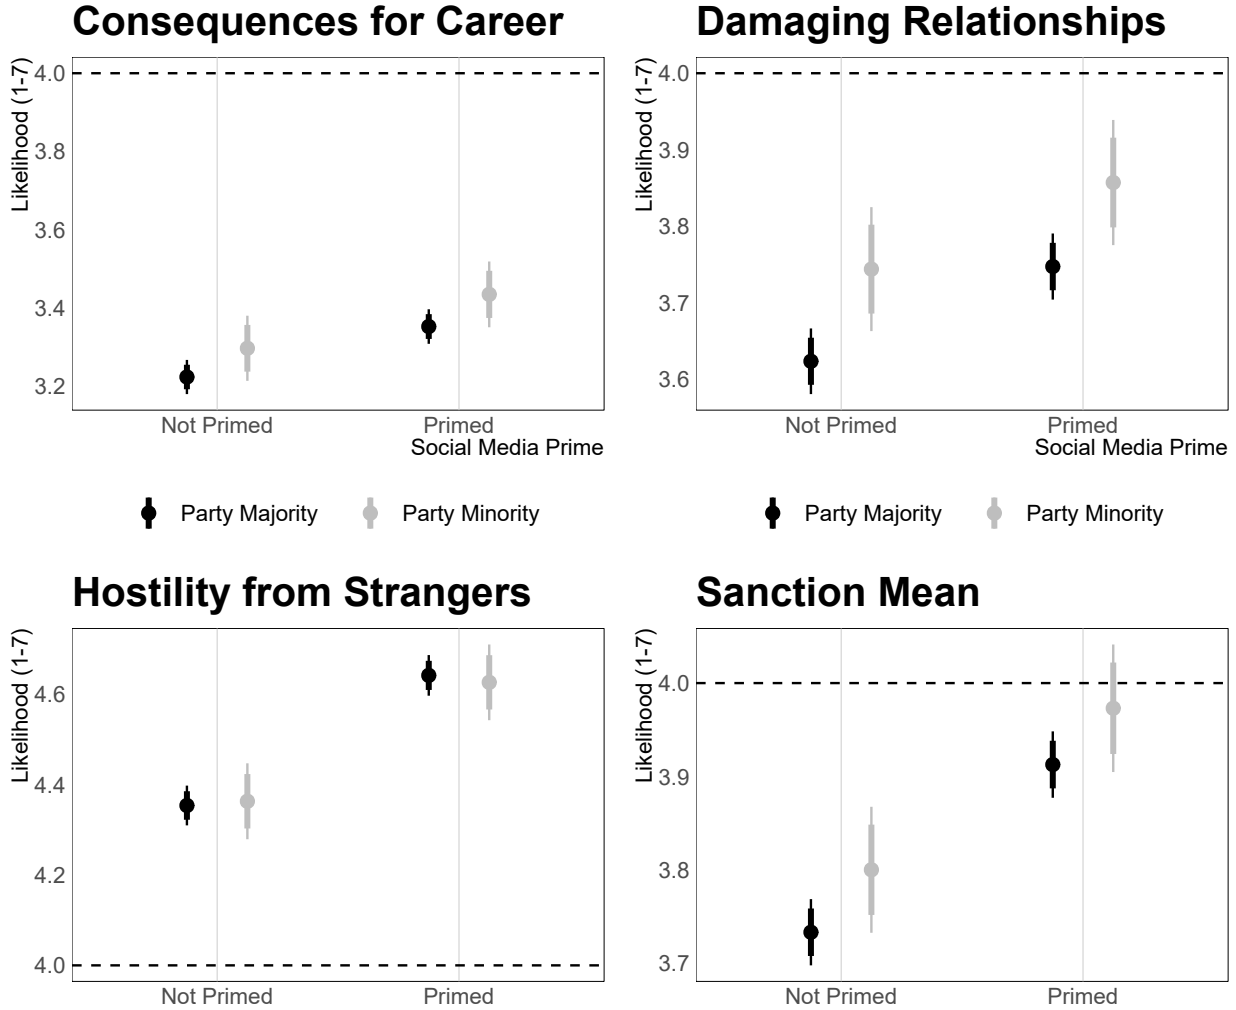 Consequences for Career
Likelihood (1-7)
4.0
3.8
3.6
3.4
3.2
Not Primed
Primed
Social Media Prime
Party Majority
Party Minority
Damaging Relationships
Likelihood (1-7)
4.0
3.9
3.8
3.7
3.6
Not Primed
Primed
Social Media Prime
Party Majority
Party Minority
Hostility from Strangers
Likelihood (1-7)
4.6
4.4
4.2
4.0
Not Primed
Primed
Sanction Mean
Likelihood (1-7)
4.0
3.9
3.8
3.7
Not Primed
Primed